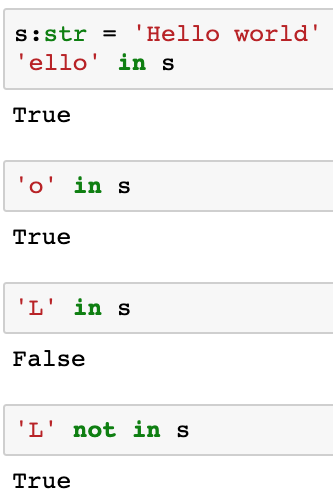 s:str = 'Hello world'
'ello' in s
True
'o' in s
True
'L' in s
False
'L' not in s
True